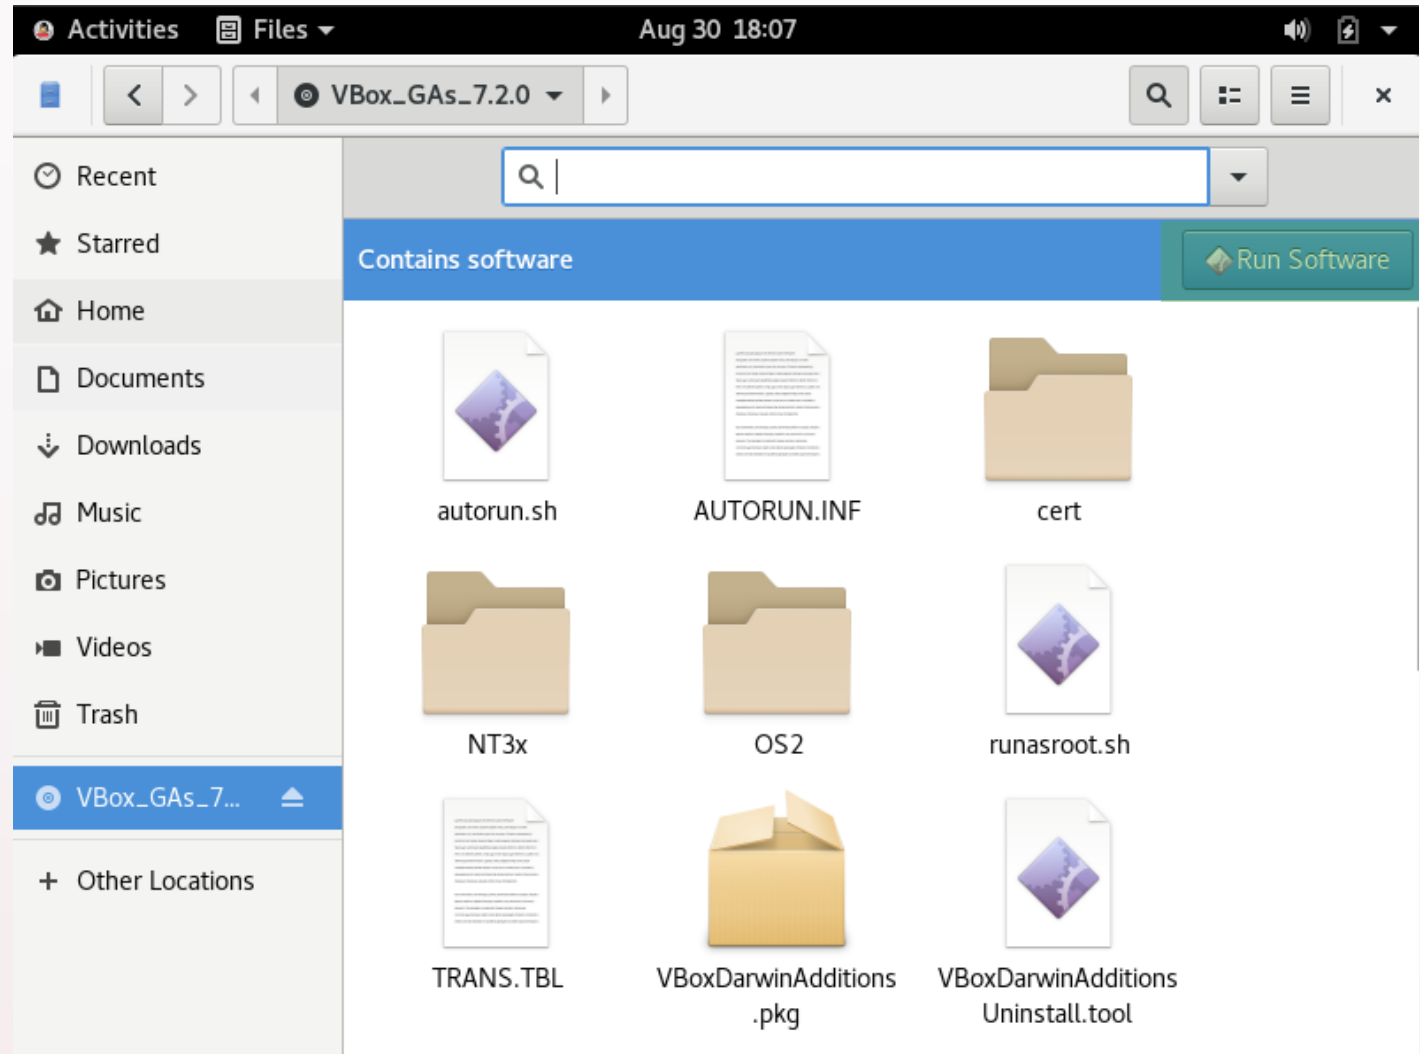 Activities Files Aug 30 18:07
VBox_GAs_7.2.0
Recent
Starred
Home
Documents
Downloads
Music
Pictures
Videos
Trash
VBox_GAs_7...
Other Locations
Contains software Run Software
autorun.sh AUTORUN.INF cert
NT3x OS2 runasroot.sh
TRANS.TBL VBoxDarwinAdditions VBoxDarwinAdditions
.pkg Uninstall.tool